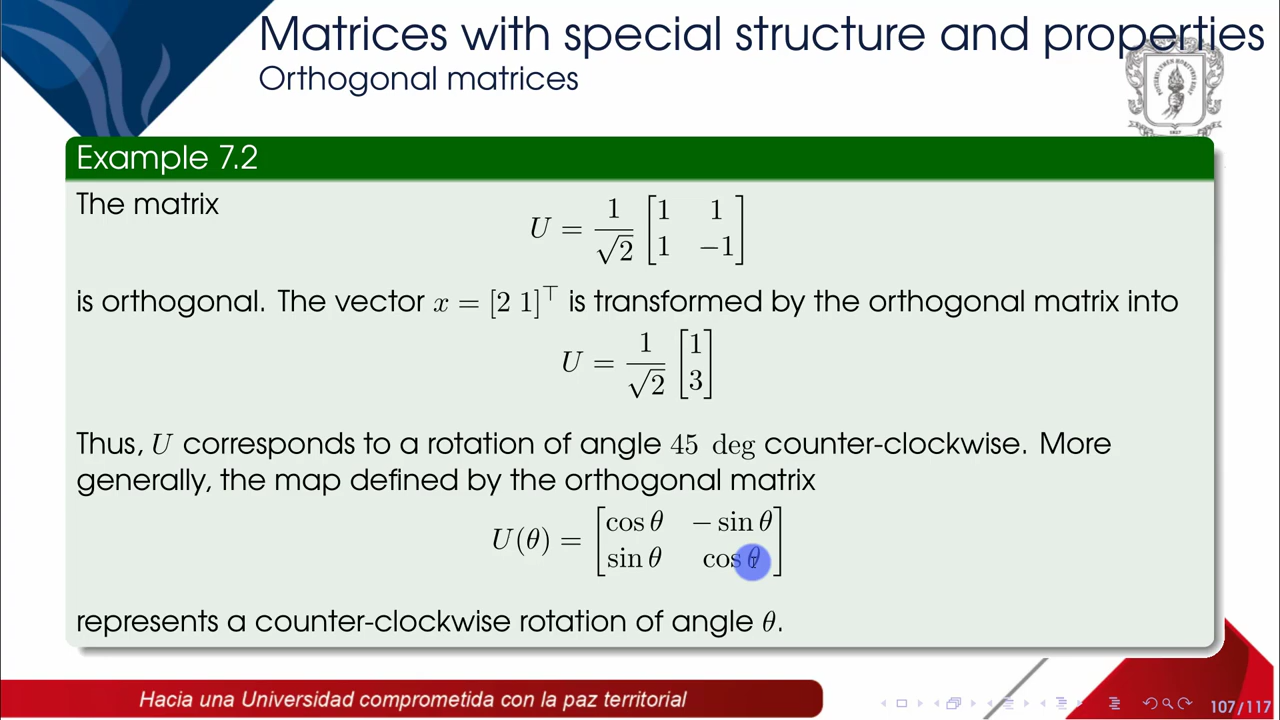 Matrices with special structure and properties
Orthogonal matrices
Example 7.2
The matrix
U = 1/√2 [1 1; 1 −1]
is orthogonal. The vector x = [2 1]⊤ is transformed by the orthogonal matrix into
U = 1/√2 [1; 3]
Thus, U corresponds to a rotation of angle 45 deg counter-clockwise. More
generally, the map defined by the orthogonal matrix
U(θ) = [cos θ − sin θ; sin θ cos θ]
represents a counter-clockwise rotation of angle θ.
Hacia una Universidad comprometida con la paz territorial
107/117